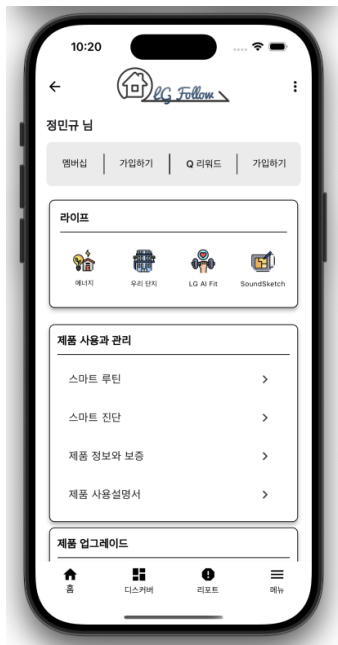 10:20
LG Follow
정민규 님
멤버십 가입하기 Q 리워드 가입하기
라이프
에너지 우리 단지 LG AI Fit SoundSketch
제품 사용과 관리
스마트 루틴
스마트 진단
제품 정보와 보증
제품 사용설명서
제품 업그레이드
홈 디스커버 리포트 메뉴